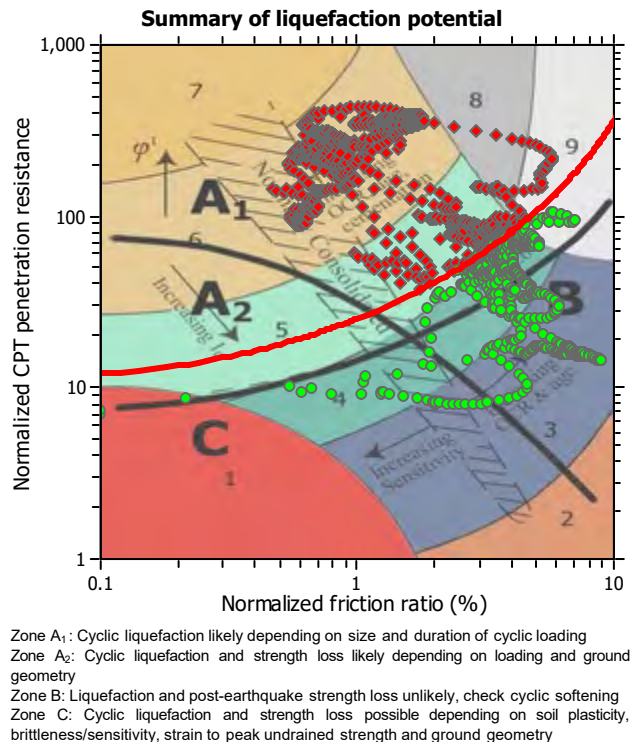 Summary of liquefaction potential
1,000
7
8
9
φ'
A1
100
6
A2
Consolidated
Increasing
5
B
10
4
C
3
Increasing
Sensitivity
1
2
1
0.1
1
10
Normalized CPT penetration resistance
Normalized friction ratio (%)
Zone A1: Cyclic liquefaction likely depending on size and duration of cyclic loading
Zone A2: Cyclic liquefaction and strength loss likely depending on loading and ground
geometry
Zone B: Liquefaction and post-earthquake strength loss unlikely, check cyclic softening
Zone C: Cyclic liquefaction and strength loss possible depending on soil plasticity,
brittleness/sensitivity, strain to peak undrained strength and ground geometry